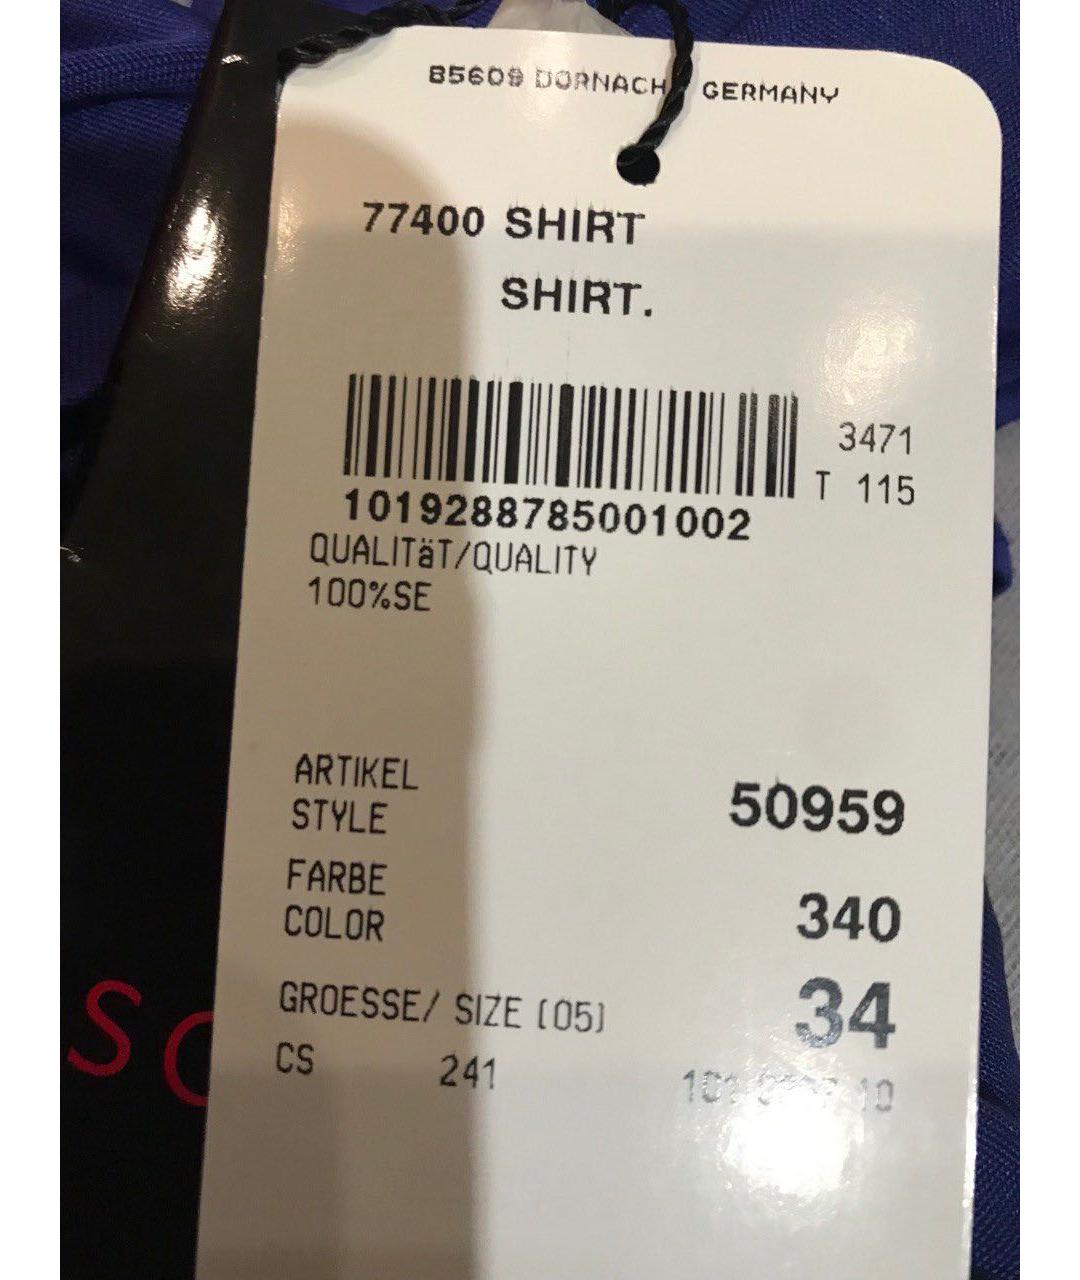 85609 DORNACH GERMANY
77400 SHIRT
SHIRT.
3471
T 115
1019288785001002
QUALITäT/QUALITY
100%SE
ARTIKEL
STYLE
50959
FARBE
COLOR
340
GROESSE/ SIZE (05)
34
CS 241